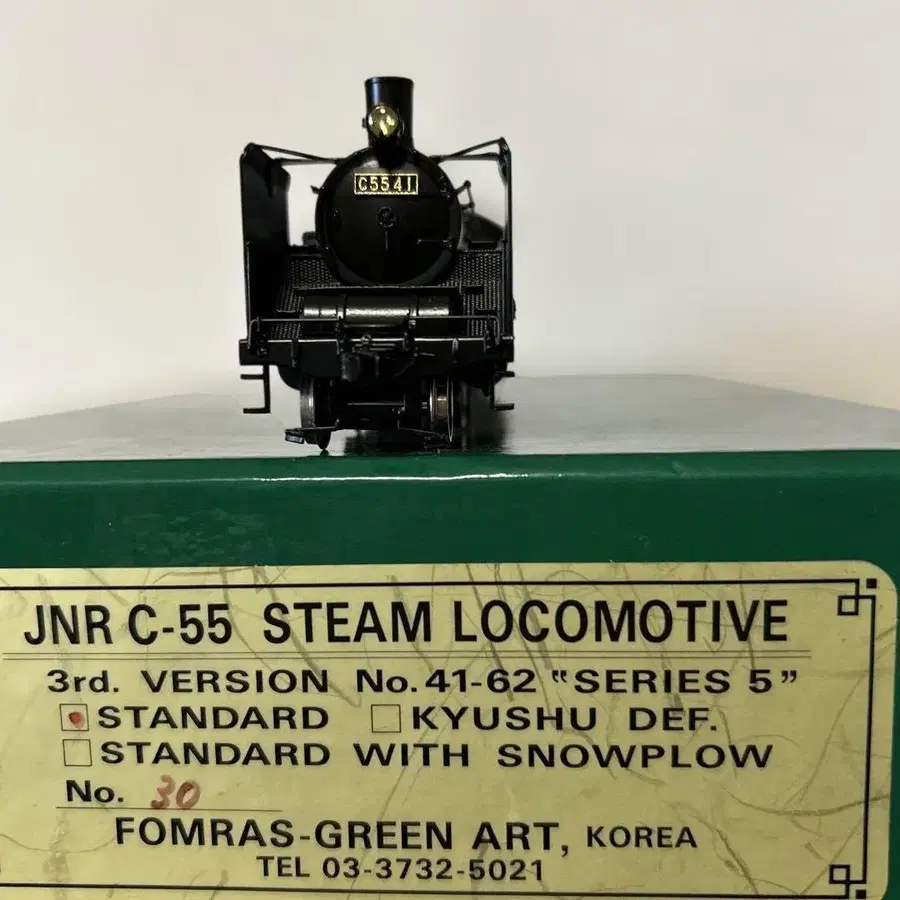 C5541
JNR C-55 STEAM LOCOMOTIVE
3rd. VERSION No. 41-62 "SERIES 5"
STANDARD KYUSHU DEF.
STANDARD WITH SNOWPLOW
No. 30
FOMRAS-GREEN ART, KOREA
TEL 03-3732-5021